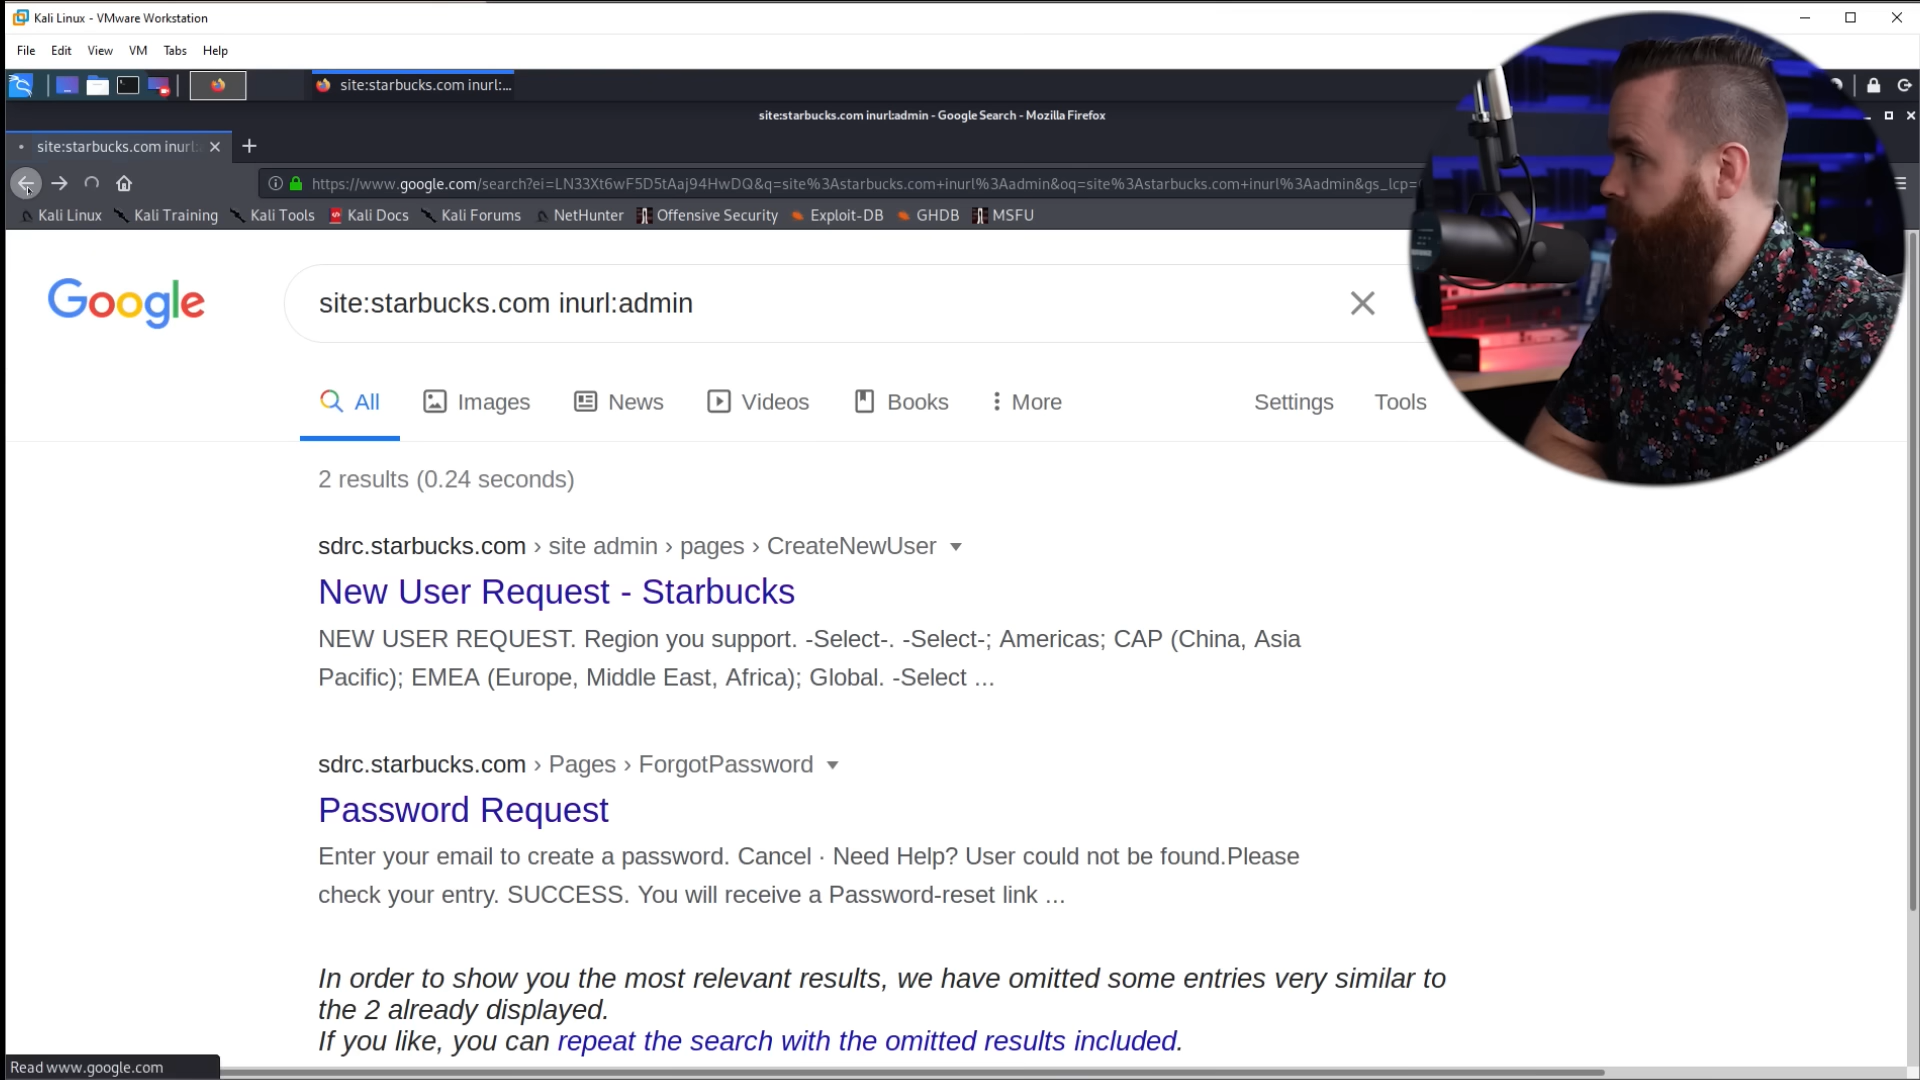 Kali Linux - VMware Workstation
File Edit View VM Tabs Help
site:starbucks.com inurl:...
site:starbucks.com inurl:admin - Google Search - Mozilla Firefox
site:starbucks.com inurl:
https://www.google.com/search?ei=LN33Xt6wF5D5tAaj94HwDQ&q=site%3Astarbucks.com+inurl%3Aadmin&oq=site%3Astarbucks.com+inurl%3Aadmin&gs_lcp=
Kali Linux Kali Training Kali Tools Kali Docs Kali Forums NetHunter Offensive Security Exploit-DB GHDB MSFU
Google
site:starbucks.com inurl:admin
All Images News Videos Books More Settings Tools
2 results (0.24 seconds)
sdrc.starbucks.com › site admin › pages › CreateNewUser
New User Request - Starbucks
NEW USER REQUEST. Region you support. -Select-. -Select-; Americas; CAP (China, Asia
Pacific); EMEA (Europe, Middle East, Africa); Global. -Select ...
sdrc.starbucks.com › Pages › ForgotPassword
Password Request
Enter your email to create a password. Cancel · Need Help? User could not be found.Please
check your entry. SUCCESS. You will receive a Password-reset link ...
In order to show you the most relevant results, we have omitted some entries very similar to
the 2 already displayed.
If you like, you can repeat the search with the omitted results included.
Read www.google.com